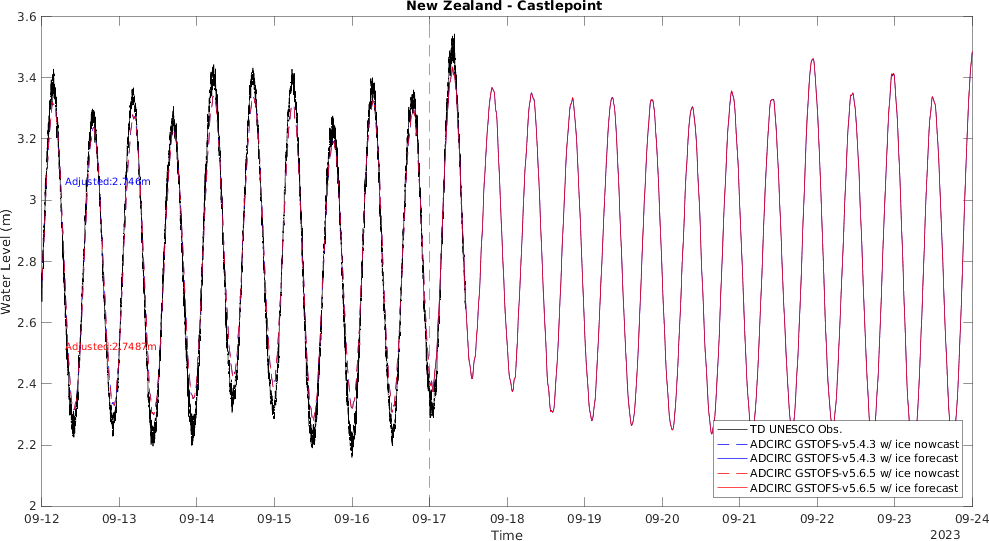 New Zealand - Castlepoint
3.6
3.4
3.2
3
2.8
2.6
2.4
2.2
2
Water Level (m)
Adjusted:2.746m
Adjusted:2.7487m
TD UNESCO Obs.
ADCIRC GSTOFS-v5.4.3 w/ ice nowcast
ADCIRC GSTOFS-v5.4.3 w/ ice forecast
ADCIRC GSTOFS-v5.6.5 w/ ice nowcast
ADCIRC GSTOFS-v5.6.5 w/ ice forecast
09-12 09-13 09-14 09-15 09-16 09-17 09-18 09-19 09-20 09-21 09-22 09-23 09-24
Time
2023